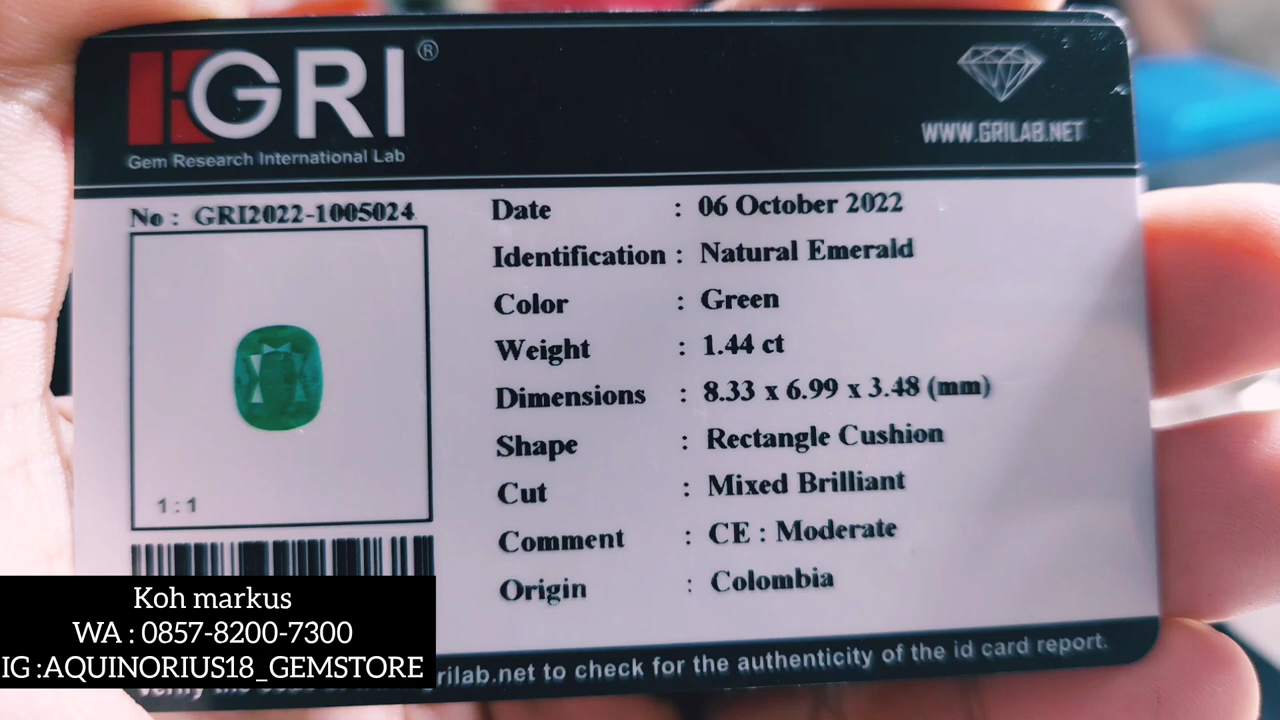 GRI®
Gem Research International Lab
WWW.GRILAB.NET
No : GRI2022-1005024
1:1
Date : 06 October 2022
Identification : Natural Emerald
Color : Green
Weight : 1.44 ct
Dimensions : 8.33 x 6.99 x 3.48 (mm)
Shape : Rectangle Cushion
Cut : Mixed Brilliant
Comment : CE : Moderate
Origin : Colombia
rilab.net to check for the authenticity of the id card report.
Koh markus
WA : 0857-8200-7300
IG :AQUINORIUS18_GEMSTORE